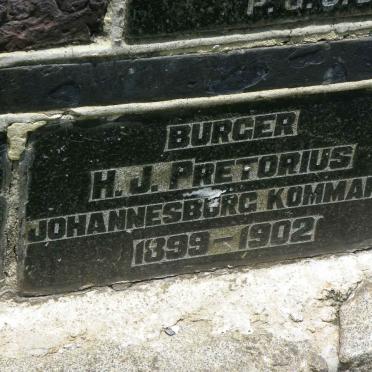 BURGER
H.J. PRETORIUS
JOHANNESBURG KOMMA
1899-1902